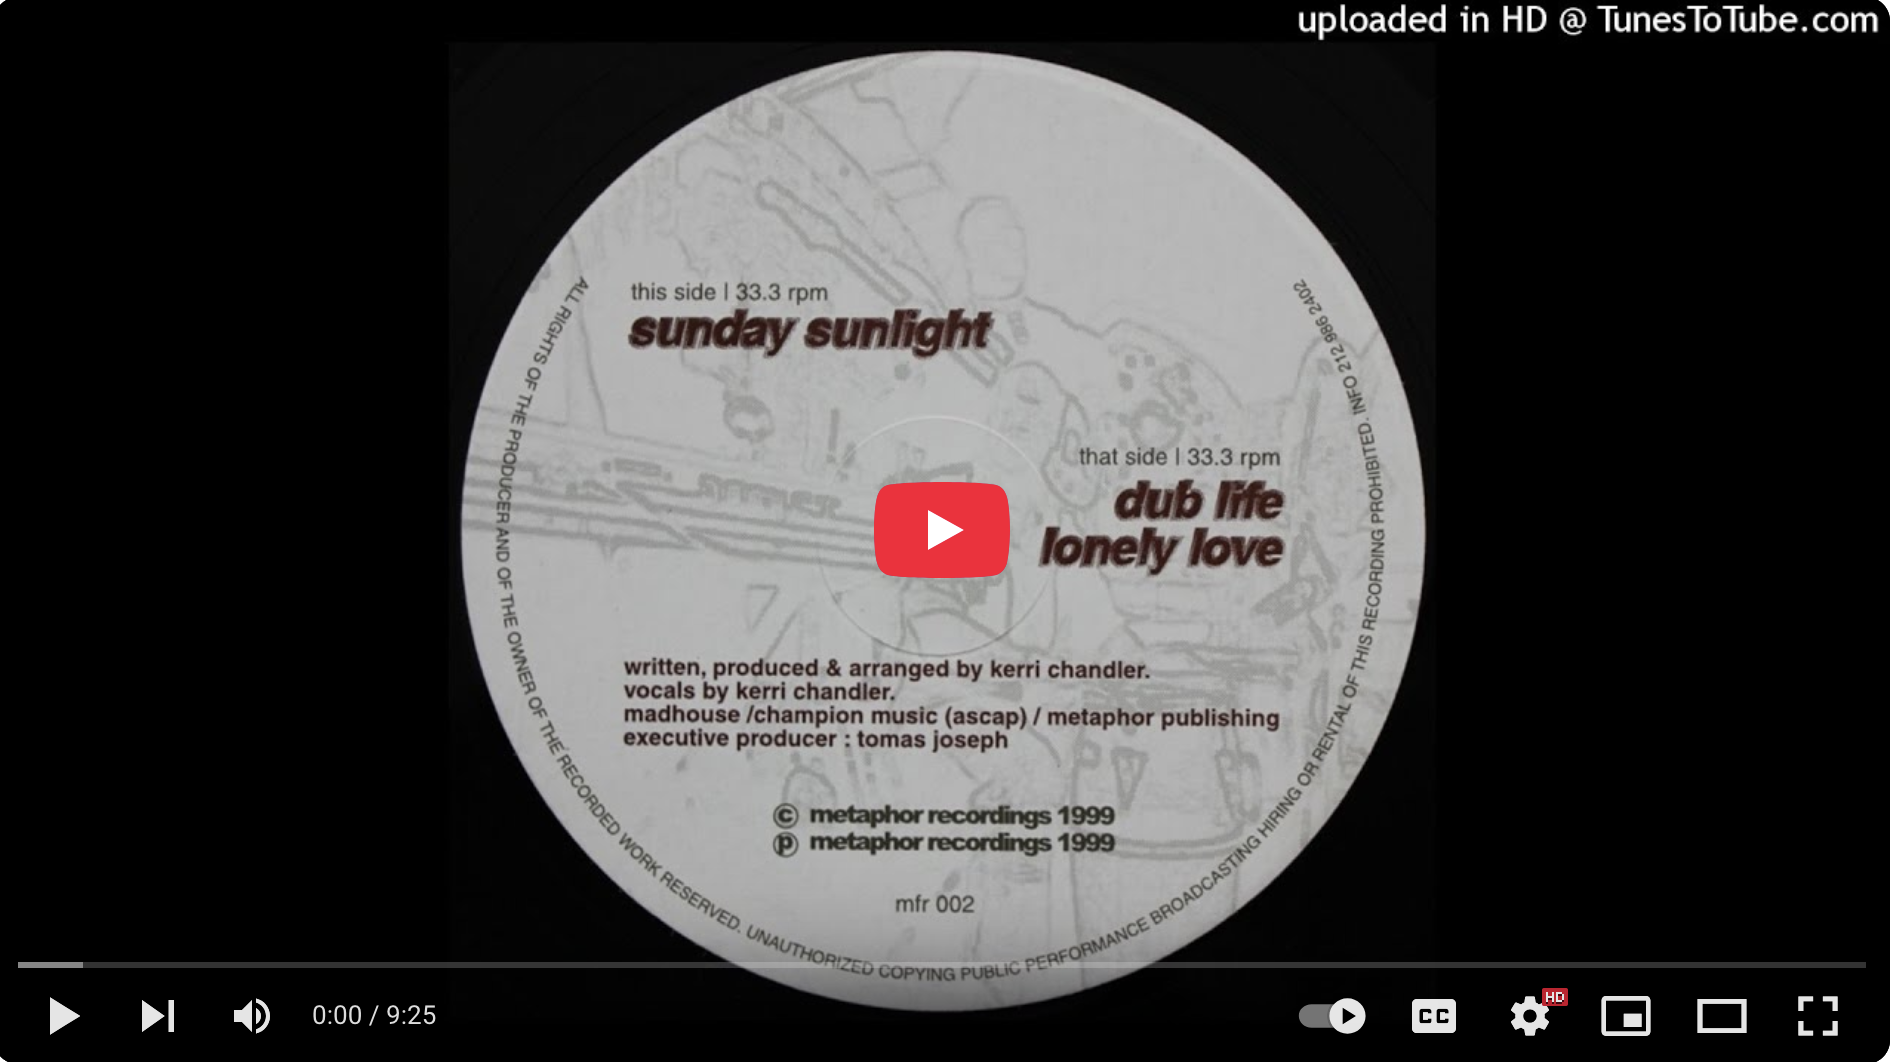 uploaded in HD @ TunesToTube.com
this side | 33.3 rpm
sunday sunlight
that side | 33.3 rpm
dub life
lonely love
written, produced & arranged by kerri chandler.
vocals by kerri chandler.
madhouse /champion music (ascap) / metaphor publishing
executive producer : tomas joseph
© metaphor recordings 1999
℗ metaphor recordings 1999
mfr 002
ALL RIGHTS OF THE PRODUCER AND OF THE OWNER OF THE RECORDED WORK RESERVED. UNAUTHORIZED COPYING PUBLIC PERFORMANCE BROADCASTING HIRING OR RENTAL OF THIS RECORDING PROHIBITED. INFO 212 986 2402
0:00 / 9:25
CC
HD